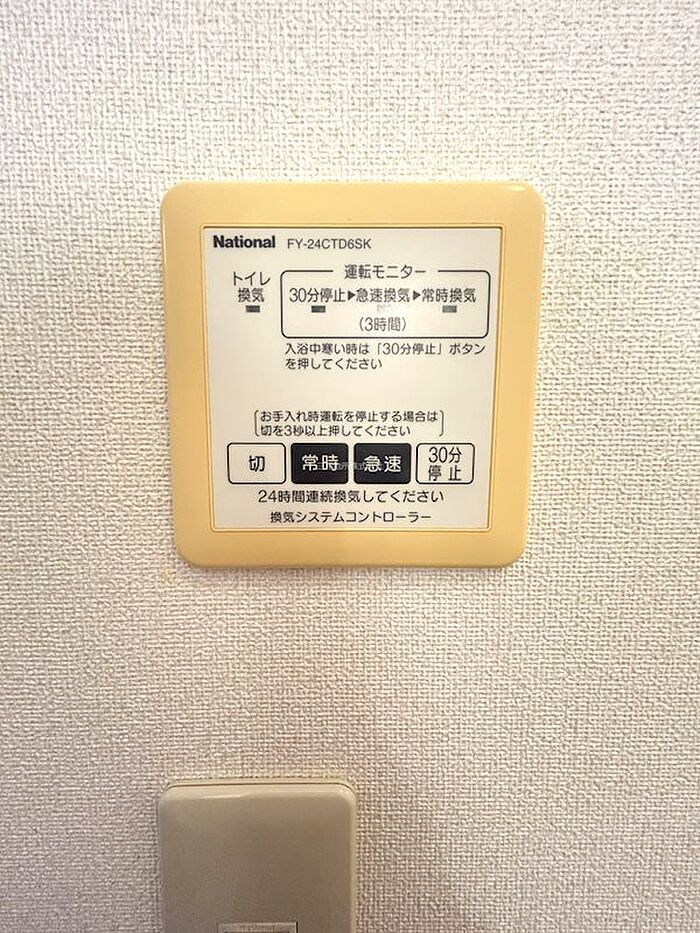 National FY-24CTD6SK
運転モニター
トイレ
換気
30分停止▶急速換気▶常時換気
(3時間)
入浴中寒い時は「30分停止」ボタン
を押してください
お手入れ時運転を停止する場合は
切を3秒以上押してください
切 常時 急速 30分
停止
24時間連続換気してください
換気システムコントローラー
National